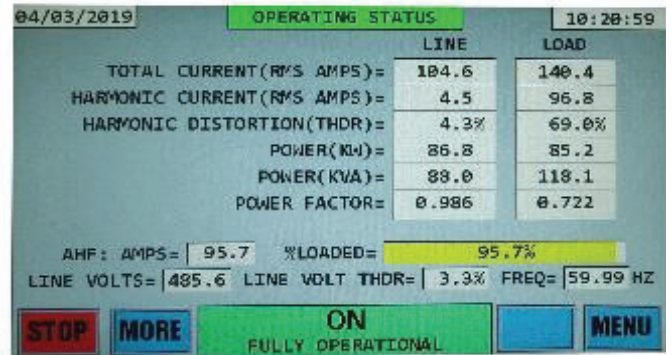 04/03/2019 OPERATING STATUS 10:20:59
LINE LOAD
TOTAL CURRENT(RMS AMPS)= 104.6 140.4
HARMONIC CURRENT(RMS AMPS)= 4.5 96.8
HARMONIC DISTORTION(THDR)= 4.3% 69.0%
POWER(KW)= 86.8 85.2
POWER(KVA)= 88.0 118.1
POWER FACTOR= 0.986 0.722
AHF: AMPS= 95.7 %LOADED= 95.7%
LINE VOLTS= 485.6 LINE VOLT THDR= 3.3% FREQ= 59.99 HZ
STOP MORE ON MENU
FULLY OPERATIONAL